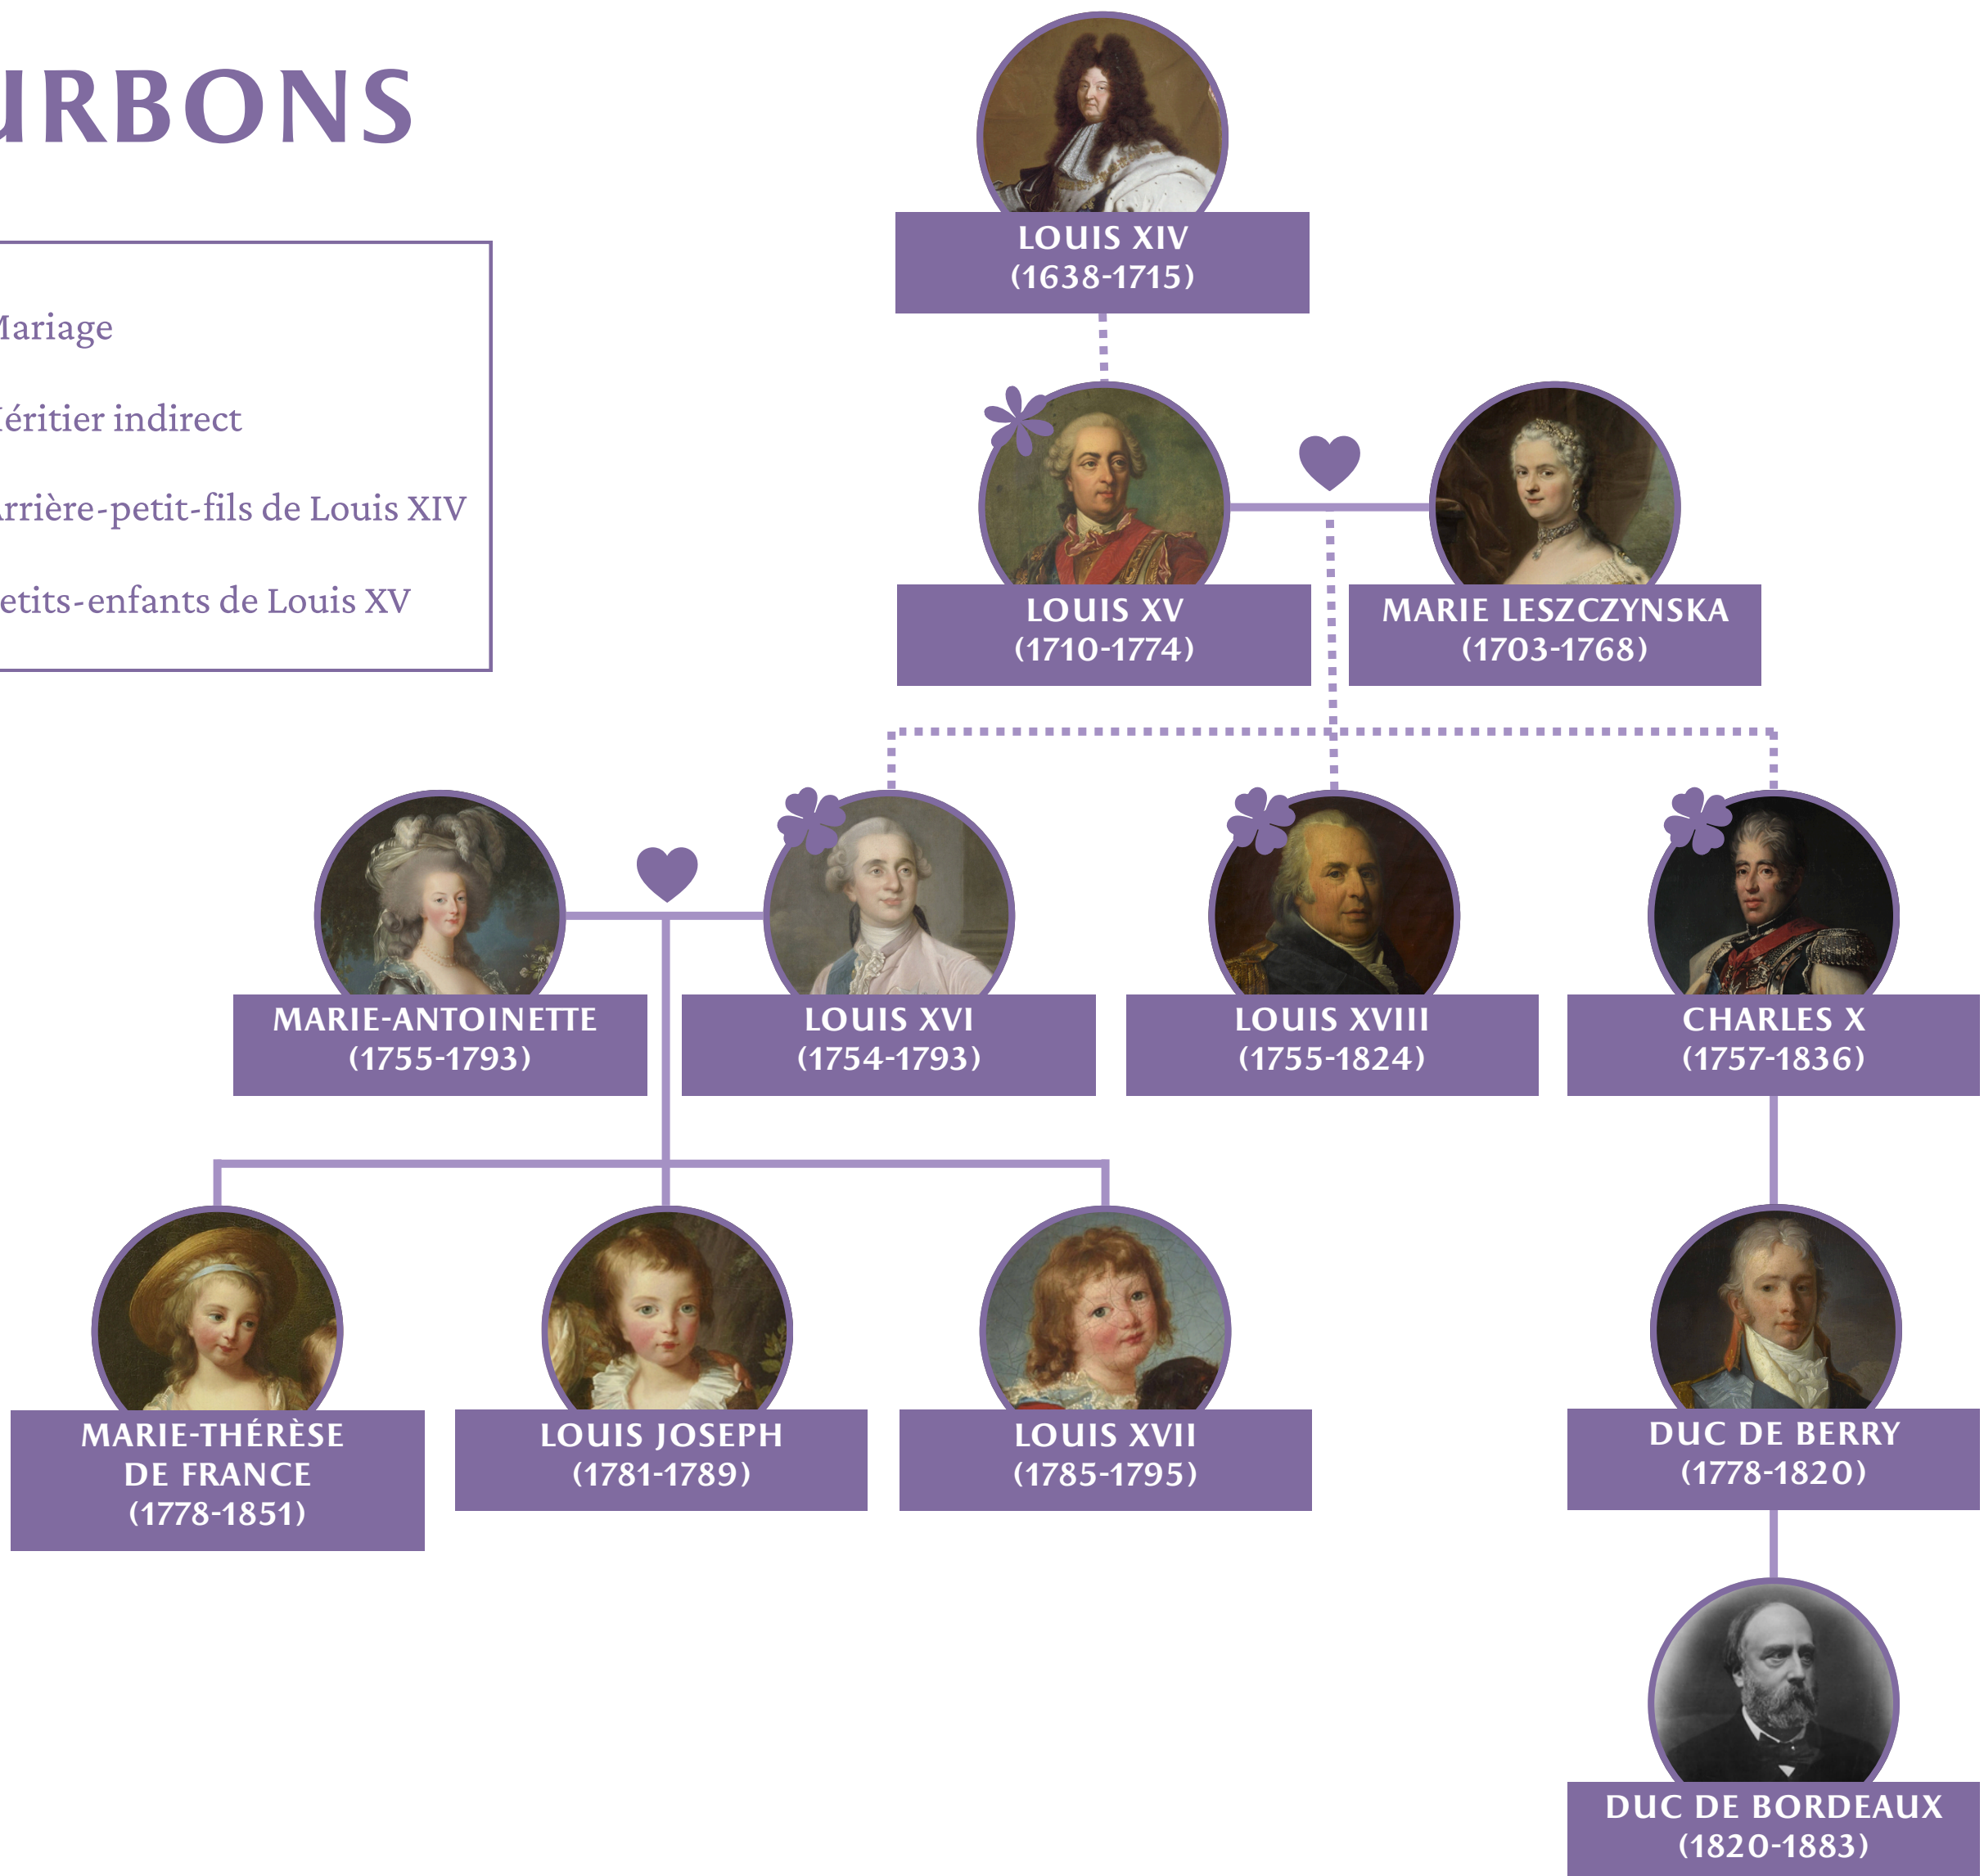 URBONS
Mariage
Héritier indirect
Arrière-petit-fils de Louis XIV
Petits-enfants de Louis XV
LOUIS XIV
(1638-1715)
LOUIS XV
(1710-1774)
MARIE LESZCZYNSKA
(1703-1768)
MARIE-ANTOINETTE
(1755-1793)
LOUIS XVI
(1754-1793)
LOUIS XVIII
(1755-1824)
CHARLES X
(1757-1836)
MARIE-THÉRÈSE
DE FRANCE
(1778-1851)
LOUIS JOSEPH
(1781-1789)
LOUIS XVII
(1785-1795)
DUC DE BERRY
(1778-1820)
DUC DE BORDEAUX
(1820-1883)